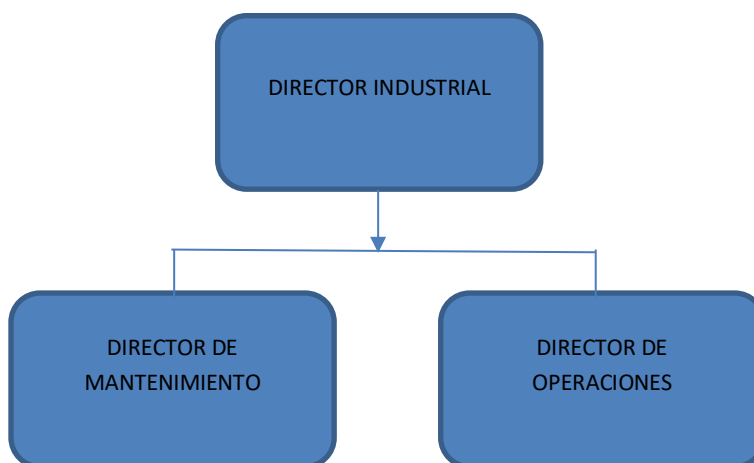 DIRECTOR INDUSTRIAL
DIRECTOR DE
MANTENIMIENTO
DIRECTOR DE
OPERACIONES